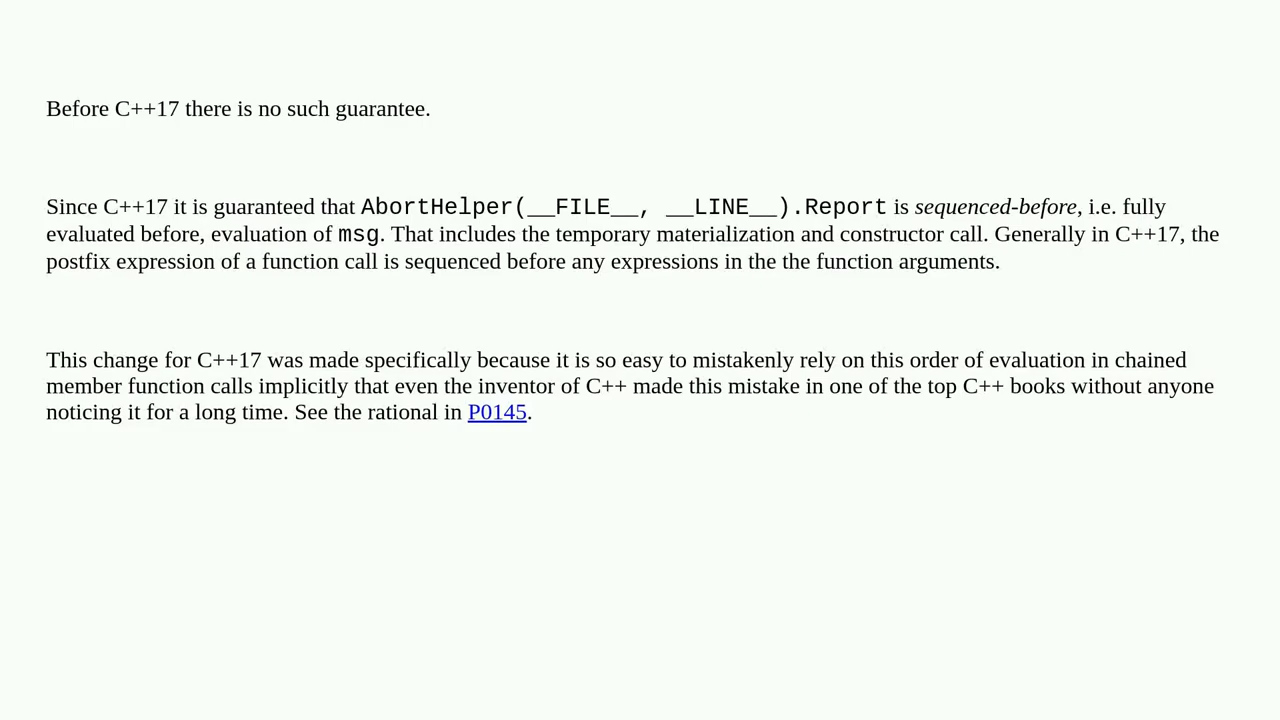 Before C++17 there is no such guarantee.
Since C++17 it is guaranteed that AbortHelper(__FILE__, __LINE__).Report is sequenced-before, i.e. fully
evaluated before, evaluation of msg. That includes the temporary materialization and constructor call. Generally in C++17, the
postfix expression of a function call is sequenced before any expressions in the the function arguments.
This change for C++17 was made specifically because it is so easy to mistakenly rely on this order of evaluation in chained
member function calls implicitly that even the inventor of C++ made this mistake in one of the top C++ books without anyone
noticing it for a long time. See the rational in P0145.